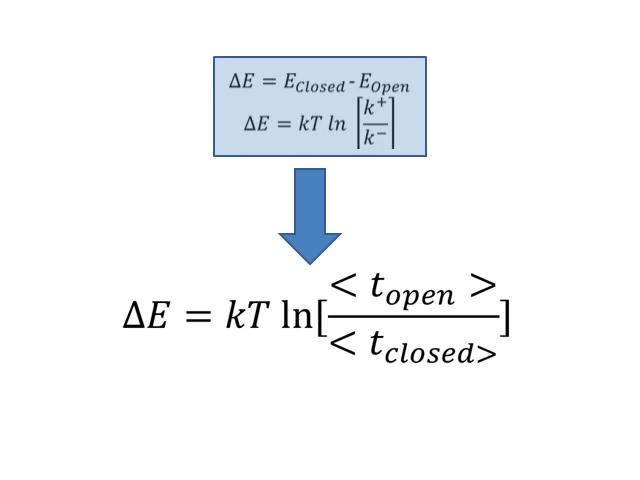 ΔE = E_Closed - E_Open
ΔE = kT ln [k⁺/k⁻]
ΔE = kT ln[< t_open > / < t_closed>]